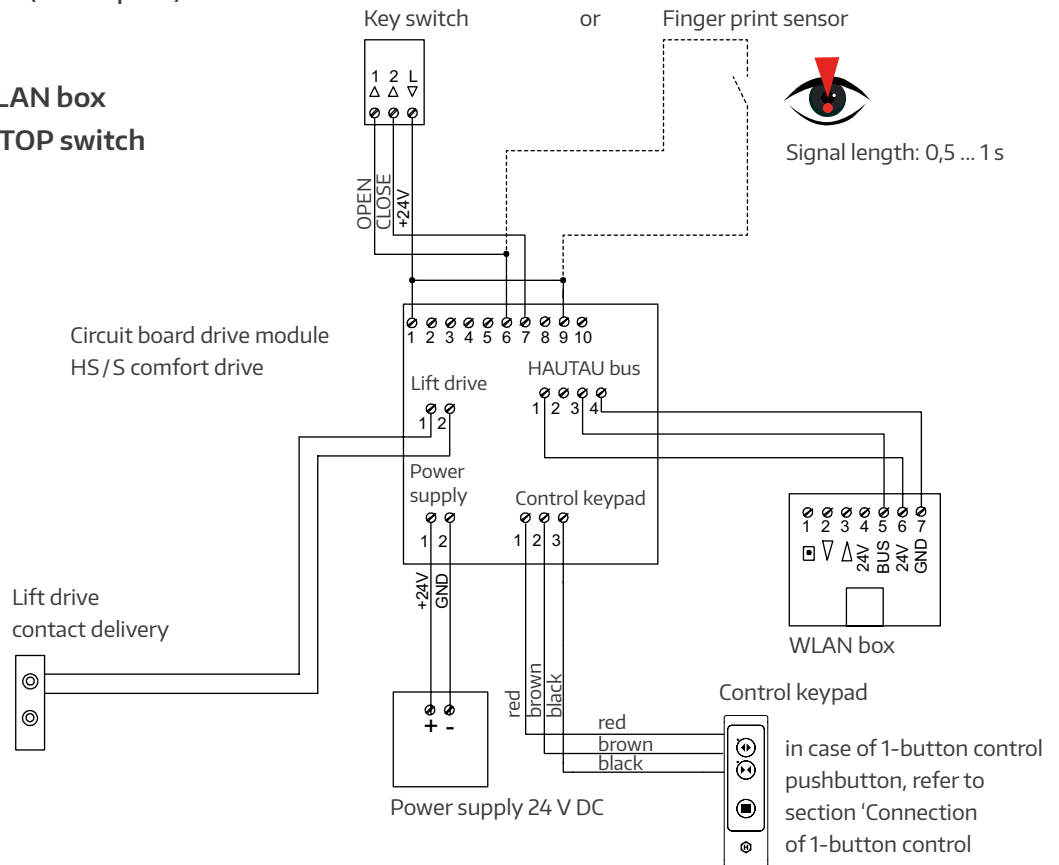 Key switch
or
Finger print sensor
LAN box
TOP switch
1 2 L
Signal length: 0,5 ... 1 s
OPEN
CLOSE
+24V
Circuit board drive module
HS/S comfort drive
1 2 3 4 5 6 7 8 9 10
HAUTAU bus
1 2 3 4
Lift drive
1 2
Power
supply
1 2
Control keypad
1 2 3
1 2 3 4 5 6 7
24V
BUS
24V
GND
WLAN box
+24V
GND
Lift drive
contact delivery
+ -
Power supply 24 V DC
red
brown
black
red
brown
black
Control keypad
in case of 1-button control
pushbutton, refer to
section ‘Connection
of 1-button control
H